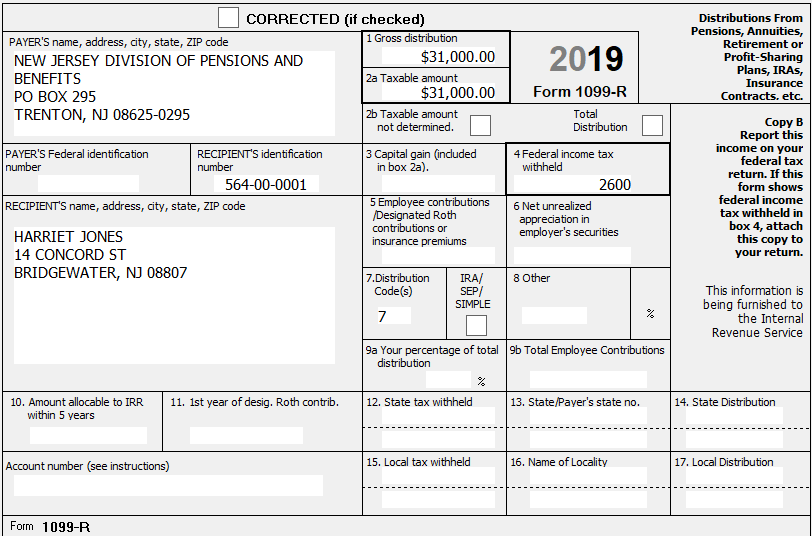 CORRECTED (if checked)
PAYER'S name, address, city, state, ZIP code
NEW JERSEY DIVISION OF PENSIONS AND
BENEFITS
PO BOX 295
TRENTON, NJ 08625-0295
1 Gross distribution
$31,000.00
2a Taxable amount
$31,000.00
2019
Form 1099-R
Distributions From
Pensions, Annuities,
Retirement or
Profit-Sharing
Plans, IRAs,
Insurance
Contracts, etc.
2b Taxable amount
not determined.
Total
Distribution
Copy B
Report this
income on your
federal tax
return. If this
form shows
federal income
tax withheld in
box 4, attach
this copy to
your return.
PAYER'S Federal identification
number
RECIPIENT'S identification
number
564-00-0001
3 Capital gain (included
in box 2a).
4 Federal income tax
withheld
2600
RECIPIENT'S name, address, city, state, ZIP code
HARRIET JONES
14 CONCORD ST
BRIDGEWATER, NJ 08807
5 Employee contributions
/Designated Roth
contributions or
insurance premiums
6 Net unrealized
appreciation in
employer's securities
7.Distribution
Code(s)
7
IRA/
SEP/
SIMPLE
8 Other
%
This information is
being furnished to
the Internal
Revenue Service
9a Your percentage of total
distribution
%
9b Total Employee Contributions
10. Amount allocable to IRR
within 5 years
11. 1st year of desig. Roth contrib.
12. State tax withheld
13. State/Payer's state no.
14. State Distribution
Account number (see instructions)
15. Local tax withheld
16. Name of Locality
17. Local Distribution
Form 1099-R